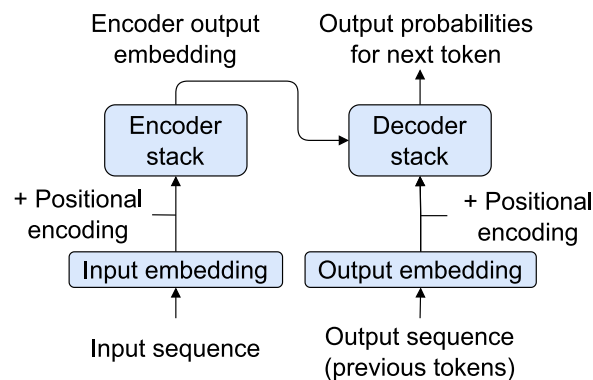 Encoder output
embedding
Output probabilities
for next token
Encoder
stack
Decoder
stack
+ Positional
encoding
+ Positional
encoding
Input embedding
Output embedding
Input sequence
Output sequence
(previous tokens)